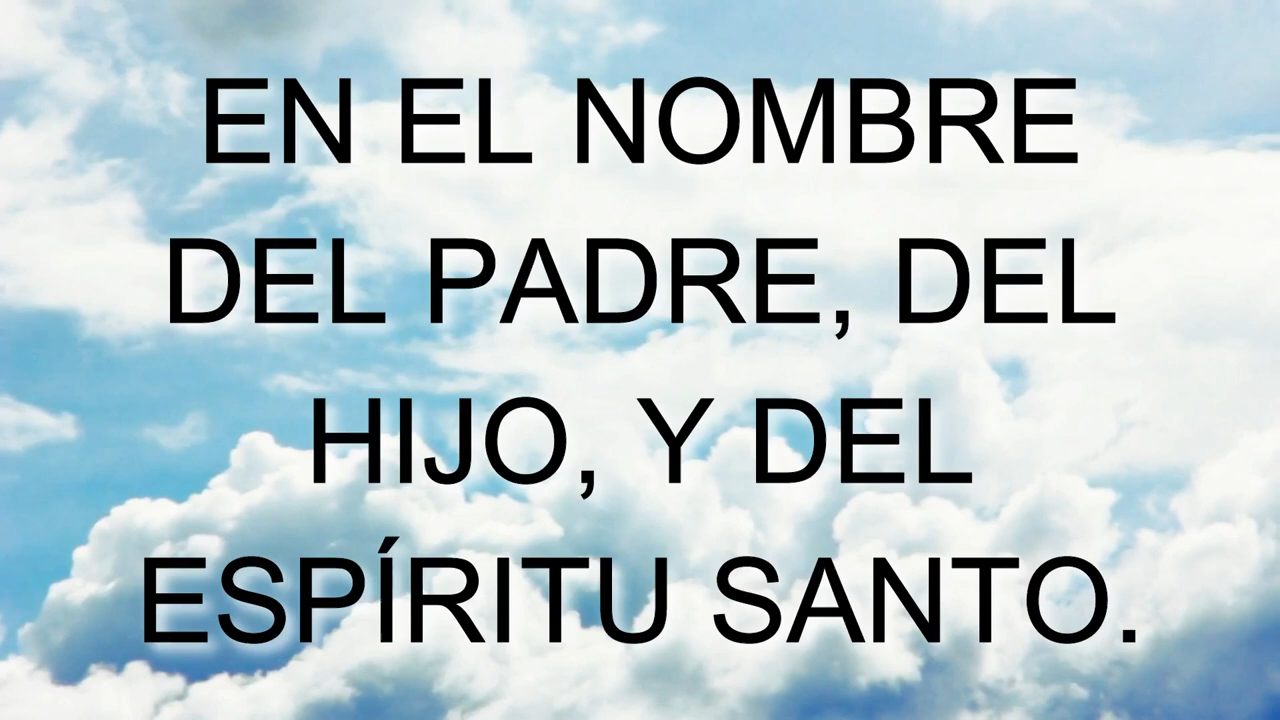 EN EL NOMBRE
DEL PADRE, DEL
HIJO, Y DEL
ESPÍRITU SANTO.